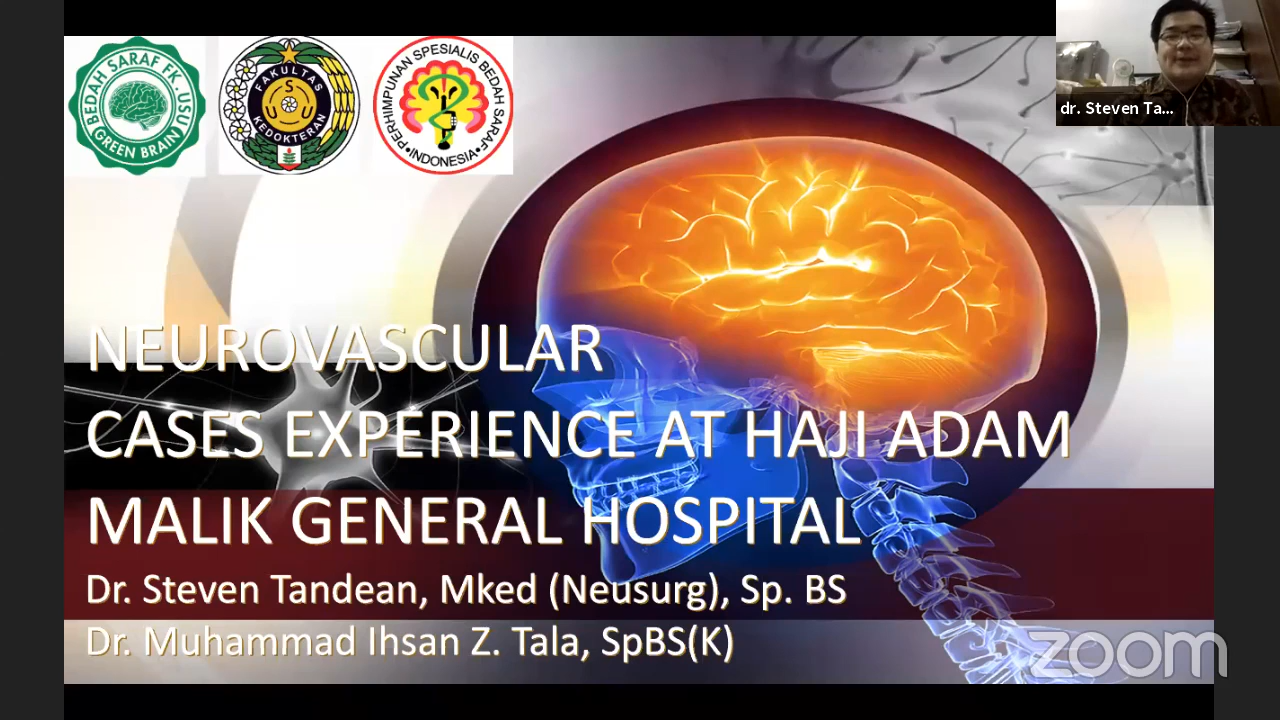 BEDAH SARAF FK. USU
GREEN BRAIN
FAKULTAS
USU
KEDOKTERAN
PERHIMPUNAN SPESIALIS BEDAH SARAF
•INDONESIA•
dr. Steven Ta...
NEUROVASCULAR
CASES EXPERIENCE AT HAJI ADAM
MALIK GENERAL HOSPITAL
Dr. Steven Tandean, Mked (Neusurg), Sp. BS
Dr. Muhammad Ihsan Z. Tala, SpBS(K)
zoom